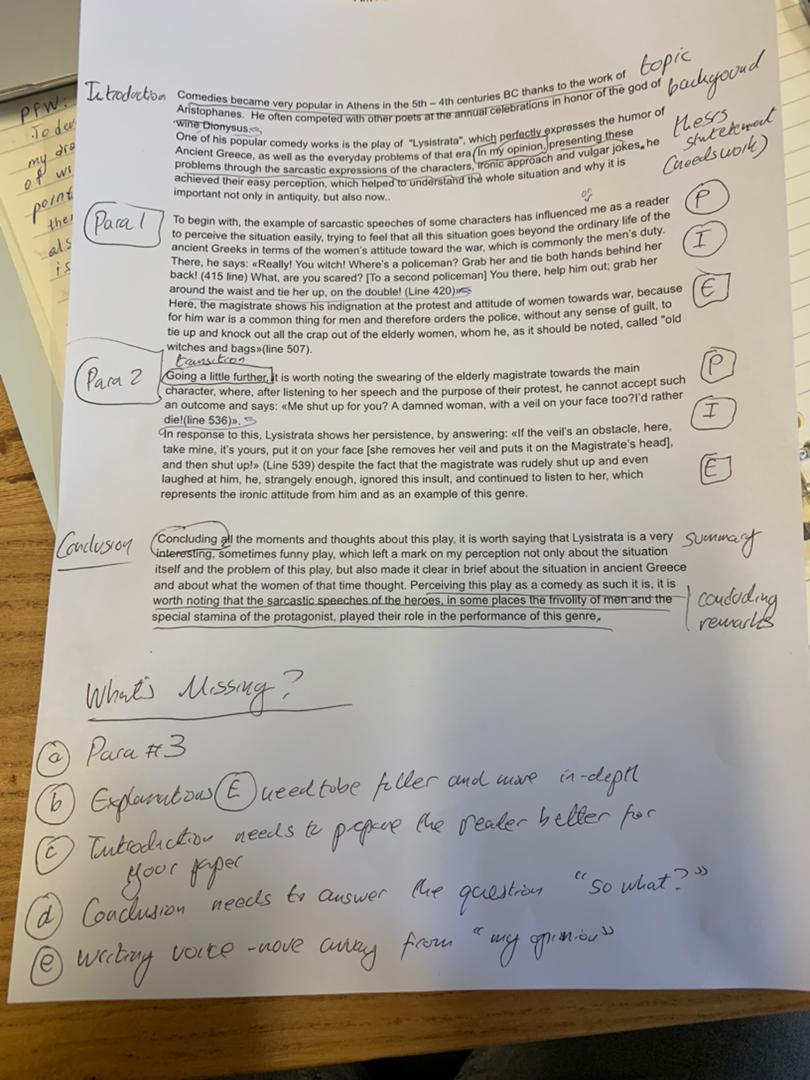 PFW:
To de
my dra
of wi
point
the
als
is
Introduction
topic
backgound
thesis
statetement
(needs work)
Comedies became very popular in Athens in the 5th – 4th centuries BC thanks to the work of
Aristophanes. He often competed with other poets at the annual celebrations in honor of the god of
wine Dionysus.
One of his popular comedy works is the play of "Lysistrata", which perfectly expresses the humor of
Ancient Greece, as well as the everyday problems of that era. In my opinion, presenting these
problems through the sarcastic expressions of the characters, ironic approach and vulgar jokes, he
achieved their easy perception, which helped to understand the whole situation and why it is
important not only in antiquity, but also now..
Para 1
of
P
I
E
To begin with, the example of sarcastic speeches of some characters has influenced me as a reader
to perceive the situation easily, trying to feel that all this situation goes beyond the ordinary life of the
ancient Greeks in terms of the women's attitude toward the war, which is commonly the men's duty.
There, he says: «Really! You witch! Where's a policeman? Grab her and tie both hands behind her
back! (415 line) What, are you scared? [To a second policeman] You there, help him out; grab her
around the waist and tie her up, on the double! (Line 420)»
Here, the magistrate shows his indignation at the protest and attitude of women towards war, because
for him war is a common thing for men and therefore orders the police, without any sense of guilt, to
tie up and knock out all the crap out of the elderly women, whom he, as it should be noted, called "old
witches and bags»(line 507).
Para 2
transition
P
I
E
Going a little further, it is worth noting the swearing of the elderly magistrate towards the main
character, where, after listening to her speech and the purpose of their protest, he cannot accept such
an outcome and says: «Me shut up for you? A damned woman, with a veil on your face too?I'd rather
die!(line 536)».
In response to this, Lysistrata shows her persistence, by answering: «If the veil's an obstacle, here,
take mine, it's yours, put it on your face [she removes her veil and puts it on the Magistrate's head],
and then shut up!» (Line 539) despite the fact that the magistrate was rudely shut up and even
laughed at him, he, strangely enough, ignored this insult, and continued to listen to her, which
represents the ironic attitude from him and as an example of this genre.
Conclusion
Summary
Concluding all the moments and thoughts about this play, it is worth saying that Lysistrata is a very
interesting, sometimes funny play, which left a mark on my perception not only about the situation
itself and the problem of this play, but also made it clear in brief about the situation in ancient Greece
and about what the women of that time thought. Perceiving this play as a comedy as such it is, it is
worth noting that the sarcastic speeches of the heroes, in some places the frivolity of men and the
special stamina of the protagonist, played their role in the performance of this genre.
concluding
remarks
What's Missing?
a Para #3
b Explanations E need to be fuller and more in-depth
c Introduction needs to prepare the reader better for
your paper
d Conclusion needs to answer the question "so what?"
e Writing voice - move away from "my opinion"